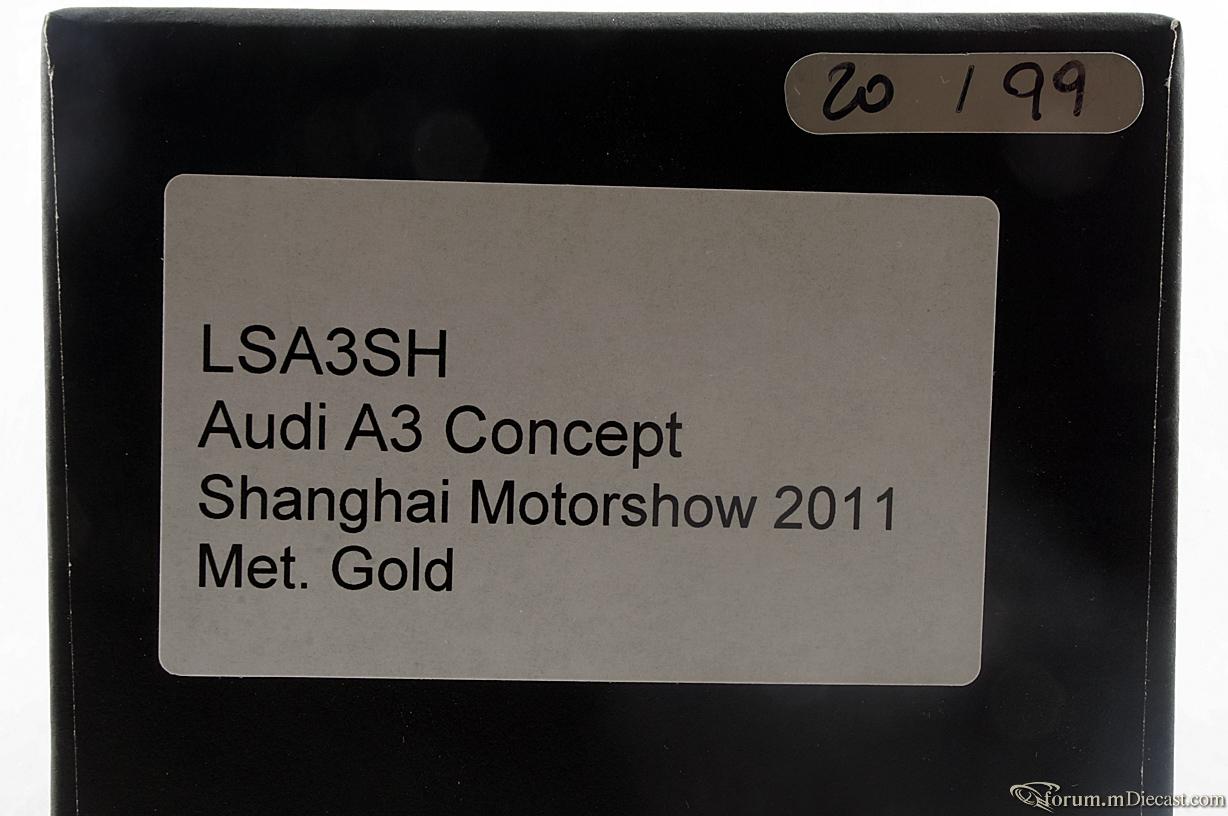 20 / 99
LSA3SH
Audi A3 Concept
Shanghai Motorshow 2011
Met. Gold
forum.mDiecast.com